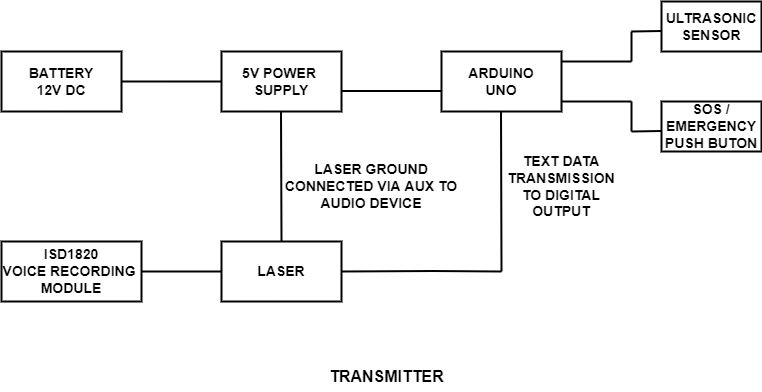 ULTRASONIC
SENSOR
BATTERY
12V DC
5V POWER
SUPPLY
ARDUINO
UNO
SOS /
EMERGENCY
PUSH BUTON
LASER GROUND
CONNECTED VIA AUX TO
AUDIO DEVICE
TEXT DATA
TRANSMISSION
TO DIGITAL
OUTPUT
ISD1820
VOICE RECORDING
MODULE
LASER
TRANSMITTER